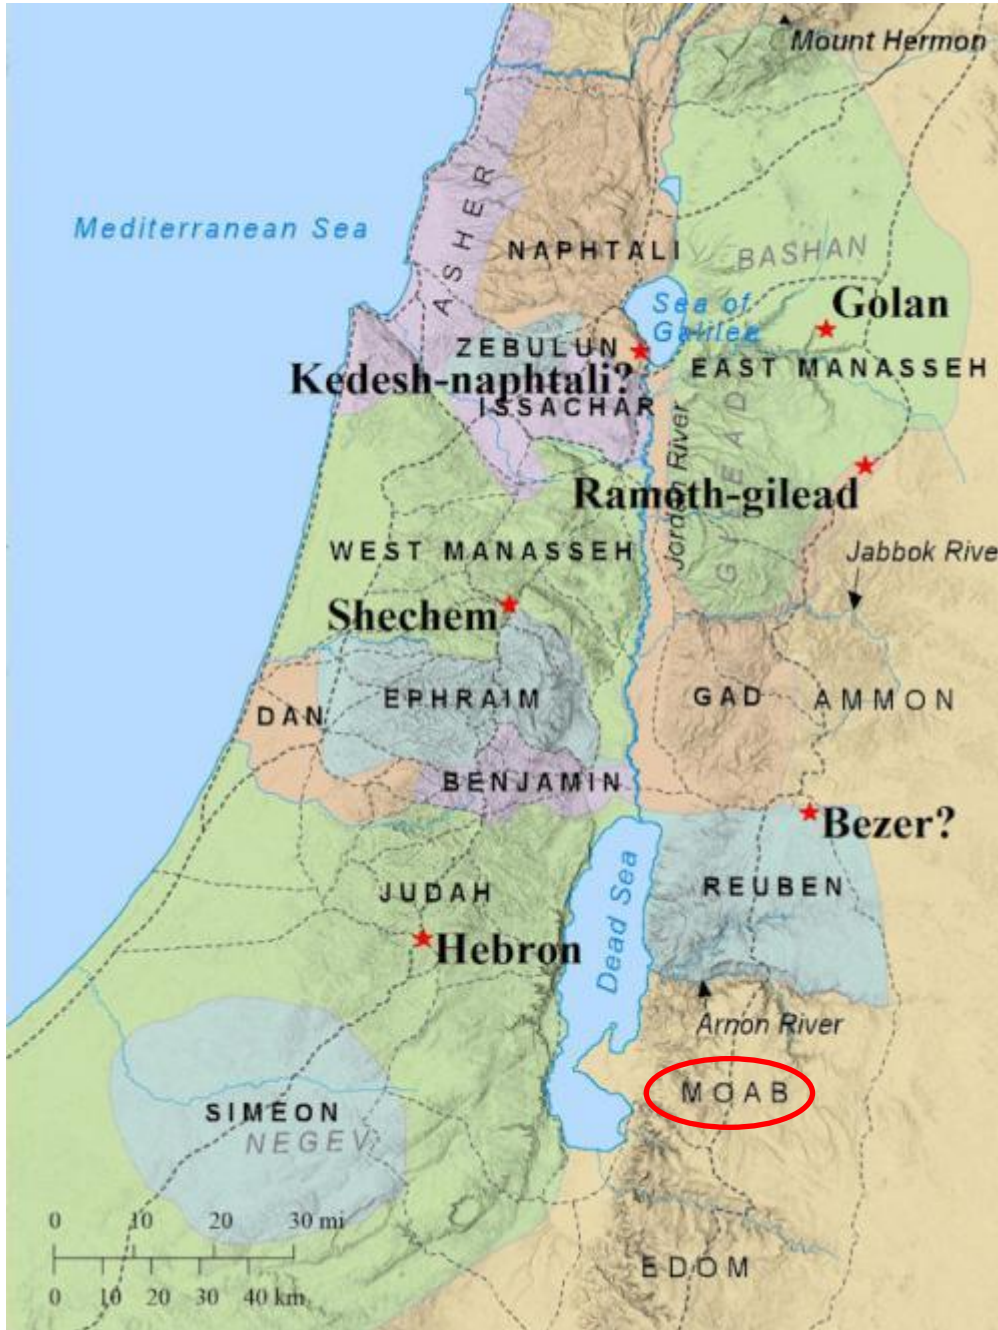 Mount Hermon
Mediterranean Sea
ASHER
NAPHTALI
BASHAN
Sea of
Galilee
Golan
ZEBULUN
EAST MANASSEH
Kedesh-naphtali?
ISSACHAR
GILEAD
Jordan River
Ramoth-gilead
WEST MANASSEH
Jabbok Rive
Shechem
EPHRAIM
GAD
AMMON
DAN
BENJAMIN
Bezer?
JUDAH
REUBEN
Dead Sea
Hebron
Arnon River
MOAB
SIMEON
NEGEV
0 10 20 30 mi
0 10 20 30 40 km
EDOM